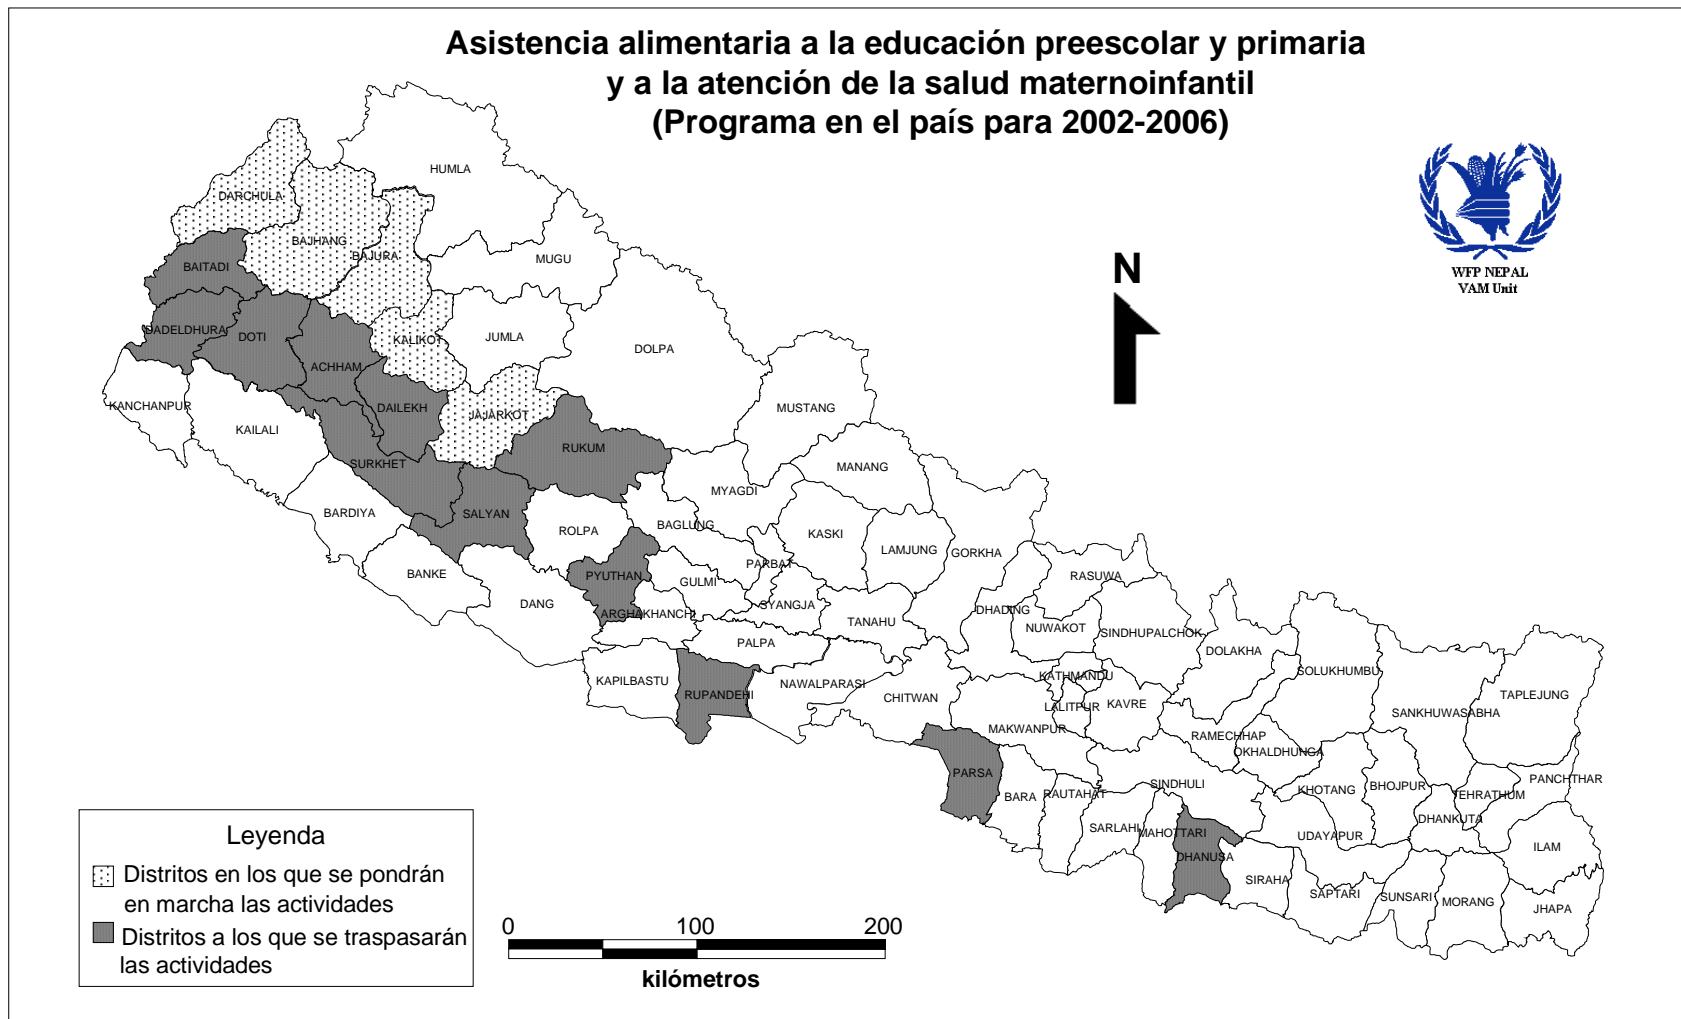 Asistencia alimentaria a la educación preescolar y primaria
y a la atención de la salud maternoinfantil
(Programa en el país para 2002-2006)
WFP NEPAL
VAM Unit
N
HUMLA
DARCHULA
BAJHANG
BAJURA
MUGU
BAITADI
DADELDHURA
DOTI
KALIKOT
JUMLA
DOLPA
ACHHAM
KANCHANPUR
DAILEKH
JAJARKOT
MUSTANG
KAILALI
RUKUM
SURKHET
MANANG
MYAGDI
BARDIYA
SALYAN
ROLPA
BAGLUNG
KASKI
LAMJUNG
GORKHA
PARBAT
BANKE
PYUTHAN
GULMI
RASUWA
DANG
ARGHAKHANCHI
SYANGJA
TANAHU
DHADING
NUWAKOT
SINDHUPALCHOK
PALPA
DOLAKHA
KAPILBASTU
RUPANDEHI
NAWALPARASI
CHITWAN
KATHMANDU
LALITPUR
KAVRE
SOLUKHUMBU
TAPLEJUNG
SANKHUWASABHA
MAKWANPUR
RAMECHHAP
OKHALDHUNGA
PARSA
BARA
RAUTAHAT
SINDHULI
KHOTANG
BHOJPUR
TEHRATHUM
PANCHTHAR
SARLAHI
MAHOTTARI
UDAYAPUR
DHANKUTA
DHANUSA
ILAM
SIRAHA
SAPTARI
SUNSARI
MORANG
JHAPA
Leyenda
Distritos en los que se pondrán
en marcha las actividades
Distritos a los que se traspasarán
las actividades
0 100 200
kilómetros